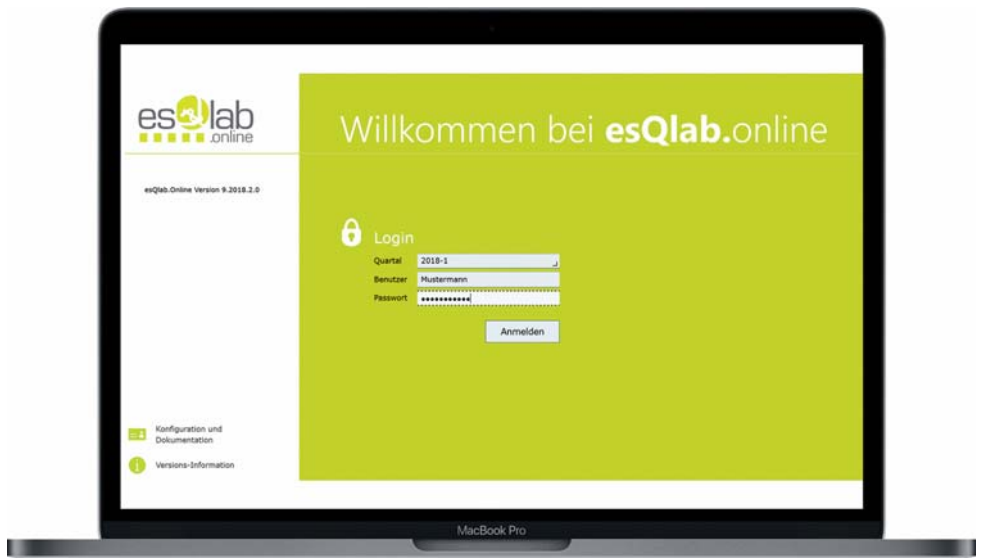 esQlab
.online
Willkommen bei esQlab.online
esQlab.Online Version 9.2018.2.0
Login
Quartal 2018-1
Benutzer Mustermann
Passwort •••••••••••
Anmelden
Konfiguration und
Dokumentation
Versions-Information
MacBook Pro